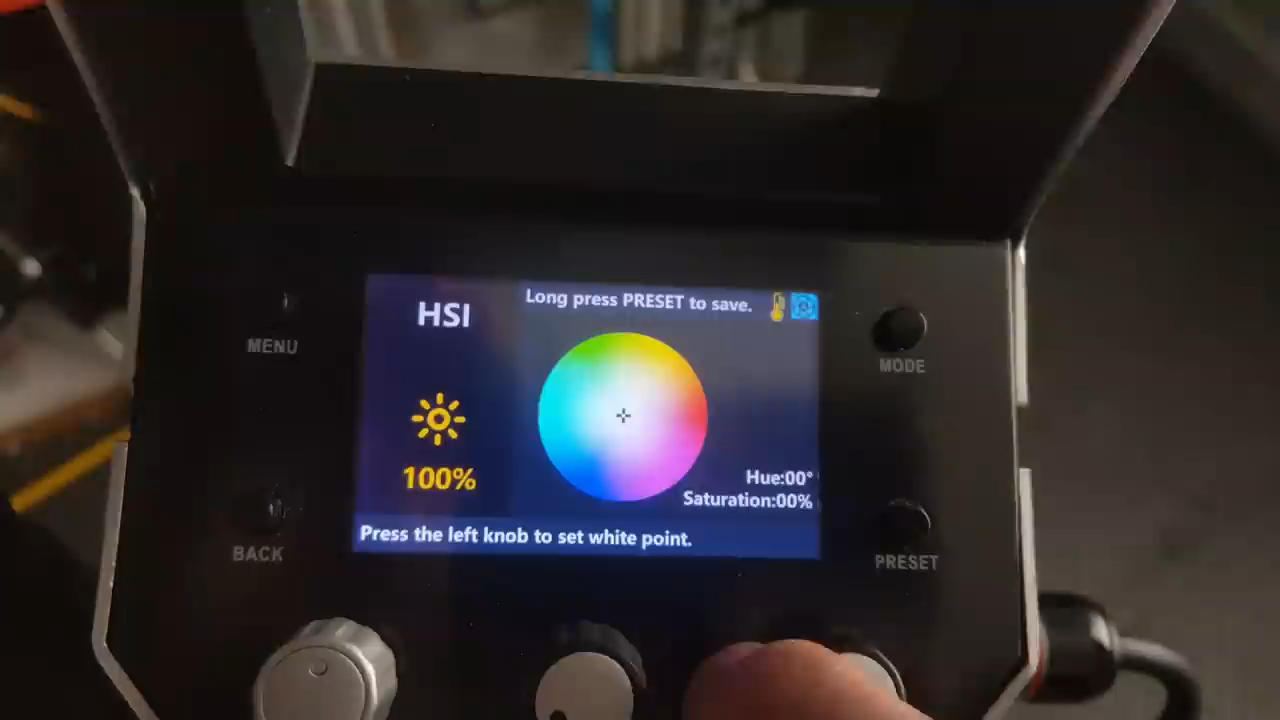 HSI
Long press PRESET to save.
100%
Hue:00°
Saturation:00%
Press the left knob to set white point.
MENU
BACK
MODE
PRESET